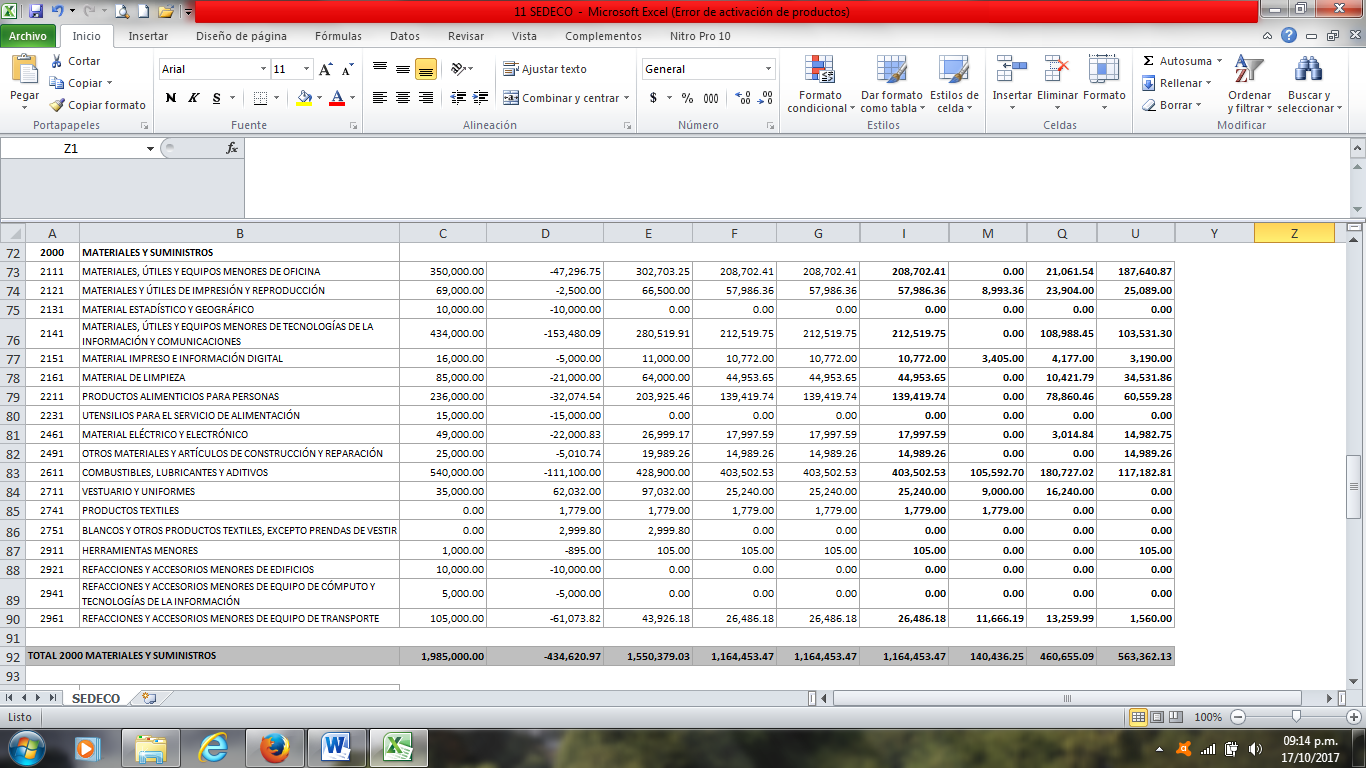 11 SEDECO - Microsoft Excel (Error de activación de productos)
Archivo Inicio Insertar Diseño de página Fórmulas Datos Revisar Vista Complementos Nitro Pro 10
Pegar Cortar Copiar Copiar formato Portapapeles
Arial 11 N K S Fuente
Ajustar texto Combinar y centrar Alineación
General $ % 000 Número
Formato condicional Dar formato como tabla Estilos de celda Estilos
Insertar Eliminar Formato Celdas
Σ Autosuma Rellenar Borrar Ordenar y filtrar Buscar y seleccionar Modificar
Z1 fx
A B C D E F G I M Q U Y Z
72 2000 MATERIALES Y SUMINISTROS
73 2111 MATERIALES, ÚTILES Y EQUIPOS MENORES DE OFICINA 350,000.00 -47,296.75 302,703.25 208,702.41 208,702.41 208,702.41 0.00 21,061.54 187,640.87
74 2121 MATERIALES Y ÚTILES DE IMPRESIÓN Y REPRODUCCIÓN 69,000.00 -2,500.00 66,500.00 57,986.36 57,986.36 57,986.36 8,993.36 23,904.00 25,089.00
75 2131 MATERIAL ESTADÍSTICO Y GEOGRÁFICO 10,000.00 -10,000.00 0.00 0.00 0.00 0.00 0.00 0.00 0.00
76 2141 MATERIALES, ÚTILES Y EQUIPOS MENORES DE TECNOLOGÍAS DE LA
INFORMACIÓN Y COMUNICACIONES 434,000.00 -153,480.09 280,519.91 212,519.75 212,519.75 212,519.75 0.00 108,988.45 103,531.30
77 2151 MATERIAL IMPRESO E INFORMACIÓN DIGITAL 16,000.00 -5,000.00 11,000.00 10,772.00 10,772.00 10,772.00 3,405.00 4,177.00 3,190.00
78 2161 MATERIAL DE LIMPIEZA 85,000.00 -21,000.00 64,000.00 44,953.65 44,953.65 44,953.65 0.00 10,421.79 34,531.86
79 2211 PRODUCTOS ALIMENTICIOS PARA PERSONAS 236,000.00 -32,074.54 203,925.46 139,419.74 139,419.74 139,419.74 0.00 78,860.46 60,559.28
80 2231 UTENSILIOS PARA EL SERVICIO DE ALIMENTACIÓN 15,000.00 -15,000.00 0.00 0.00 0.00 0.00 0.00 0.00 0.00
81 2461 MATERIAL ELÉCTRICO Y ELECTRÓNICO 49,000.00 -22,000.83 26,999.17 17,997.59 17,997.59 17,997.59 0.00 3,014.84 14,982.75
82 2491 OTROS MATERIALES Y ARTÍCULOS DE CONSTRUCCIÓN Y REPARACIÓN 25,000.00 -5,010.74 19,989.26 14,989.26 14,989.26 14,989.26 0.00 0.00 14,989.26
83 2611 COMBUSTIBLES, LUBRICANTES Y ADITIVOS 540,000.00 -111,100.00 428,900.00 403,502.53 403,502.53 403,502.53 105,592.70 180,727.02 117,182.81
84 2711 VESTUARIO Y UNIFORMES 35,000.00 62,032.00 97,032.00 25,240.00 25,240.00 25,240.00 9,000.00 16,240.00 0.00
85 2741 PRODUCTOS TEXTILES 0.00 1,779.00 1,779.00 1,779.00 1,779.00 1,779.00 1,779.00 0.00 0.00
86 2751 BLANCOS Y OTROS PRODUCTOS TEXTILES, EXCEPTO PRENDAS DE VESTIR 0.00 2,999.80 2,999.80 0.00 0.00 0.00 0.00 0.00 0.00
87 2911 HERRAMIENTAS MENORES 1,000.00 -895.00 105.00 105.00 105.00 105.00 0.00 0.00 105.00
88 2921 REFACCIONES Y ACCESORIOS MENORES DE EDIFICIOS 10,000.00 -10,000.00 0.00 0.00 0.00 0.00 0.00 0.00 0.00
89 2941 REFACCIONES Y ACCESORIOS MENORES DE EQUIPO DE CÓMPUTO Y
TECNOLOGÍAS DE LA INFORMACIÓN 5,000.00 -5,000.00 0.00 0.00 0.00 0.00 0.00 0.00 0.00
90 2961 REFACCIONES Y ACCESORIOS MENORES DE EQUIPO DE TRANSPORTE 105,000.00 -61,073.82 43,926.18 26,486.18 26,486.18 26,486.18 11,666.19 13,259.99 1,560.00
91
92 TOTAL 2000 MATERIALES Y SUMINISTROS 1,985,000.00 -434,620.97 1,550,379.03 1,164,453.47 1,164,453.47 1,164,453.47 140,436.25 460,655.09 563,362.13
93
SEDECO
Listo 100%
09:14 p.m.
17/10/2017